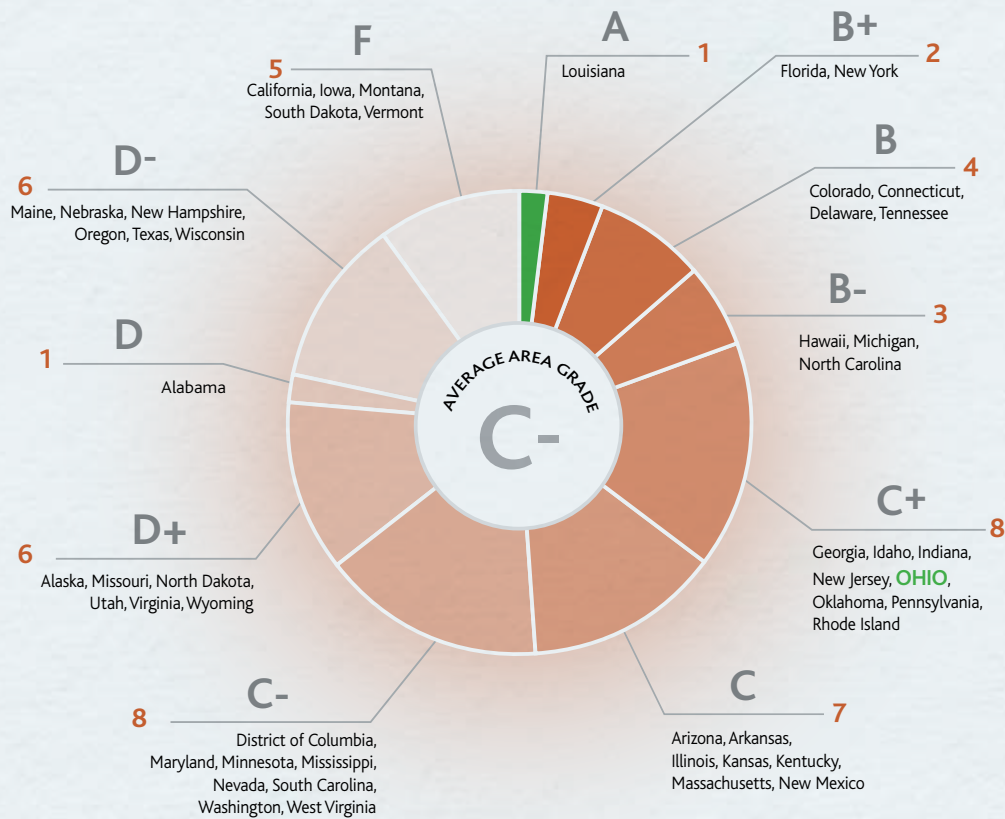 A
1
Louisiana
B+
2
Florida, New York
B
4
Colorado, Connecticut,
Delaware, Tennessee
B-
3
Hawaii, Michigan,
North Carolina
C+
8
Georgia, Idaho, Indiana,
New Jersey, OHIO,
Oklahoma, Pennsylvania,
Rhode Island
C
7
Arizona, Arkansas,
Illinois, Kansas, Kentucky,
Massachusetts, New Mexico
C-
8
District of Columbia,
Maryland, Minnesota, Mississippi,
Nevada, South Carolina,
Washington, West Virginia
D+
6
Alaska, Missouri, North Dakota,
Utah, Virginia, Wyoming
D
1
Alabama
D-
6
Maine, Nebraska, New Hampshire,
Oregon, Texas, Wisconsin
F
5
California, Iowa, Montana,
South Dakota, Vermont
AVERAGE AREA GRADE
C-